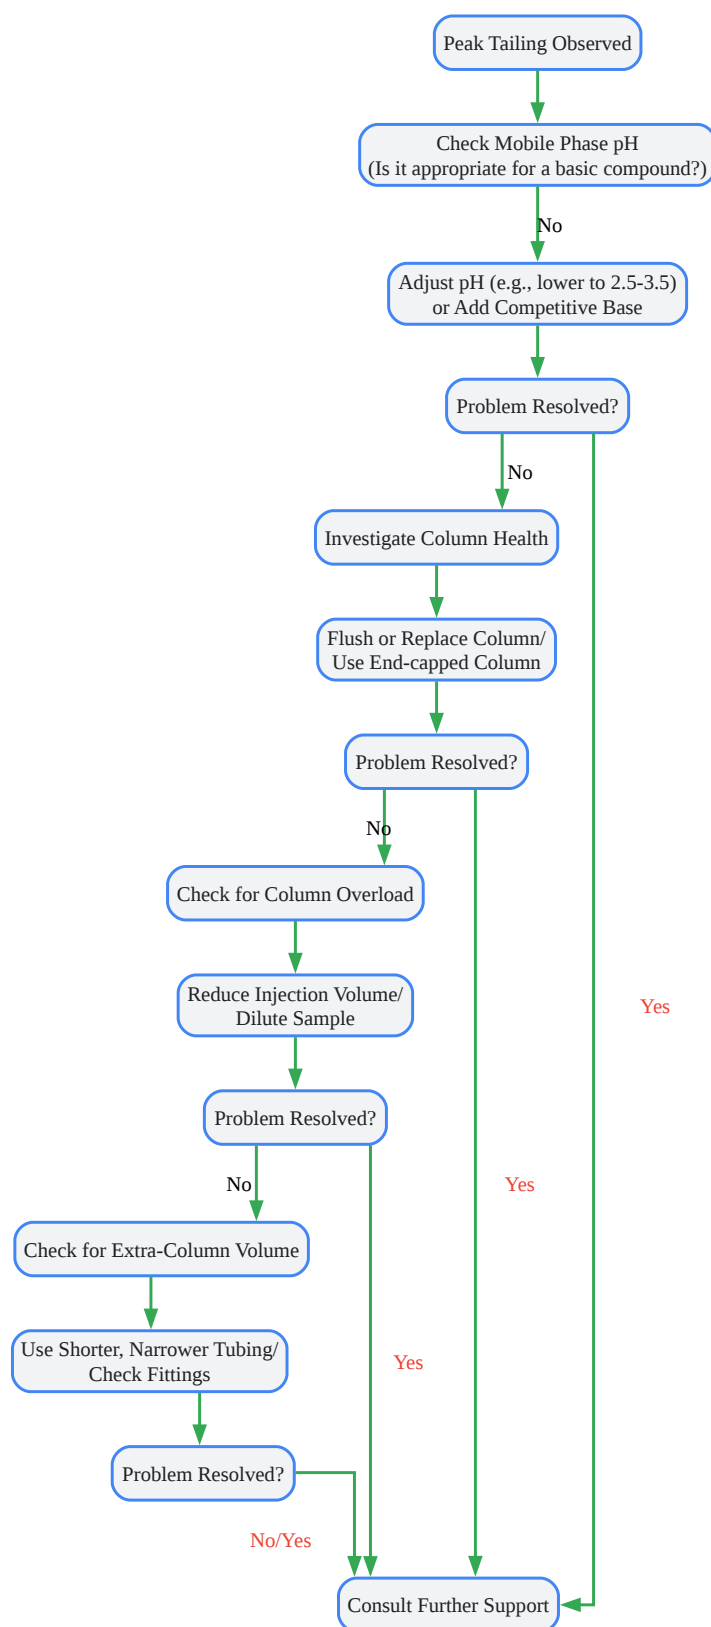 Peak Tailing Observed
Check Mobile Phase pH
(Is it appropriate for a basic compound?)
No
Adjust pH (e.g., lower to 2.5-3.5)
or Add Competitive Base
Problem Resolved?
No
Investigate Column Health
Flush or Replace Column/
Use End-capped Column
Problem Resolved?
No
Check for Column Overload
Reduce Injection Volume/
Dilute Sample
Yes
Problem Resolved?
No
Yes
Check for Extra-Column Volume
Use Shorter, Narrower Tubing/
Check Fittings
Yes
Problem Resolved?
No/Yes
Consult Further Support